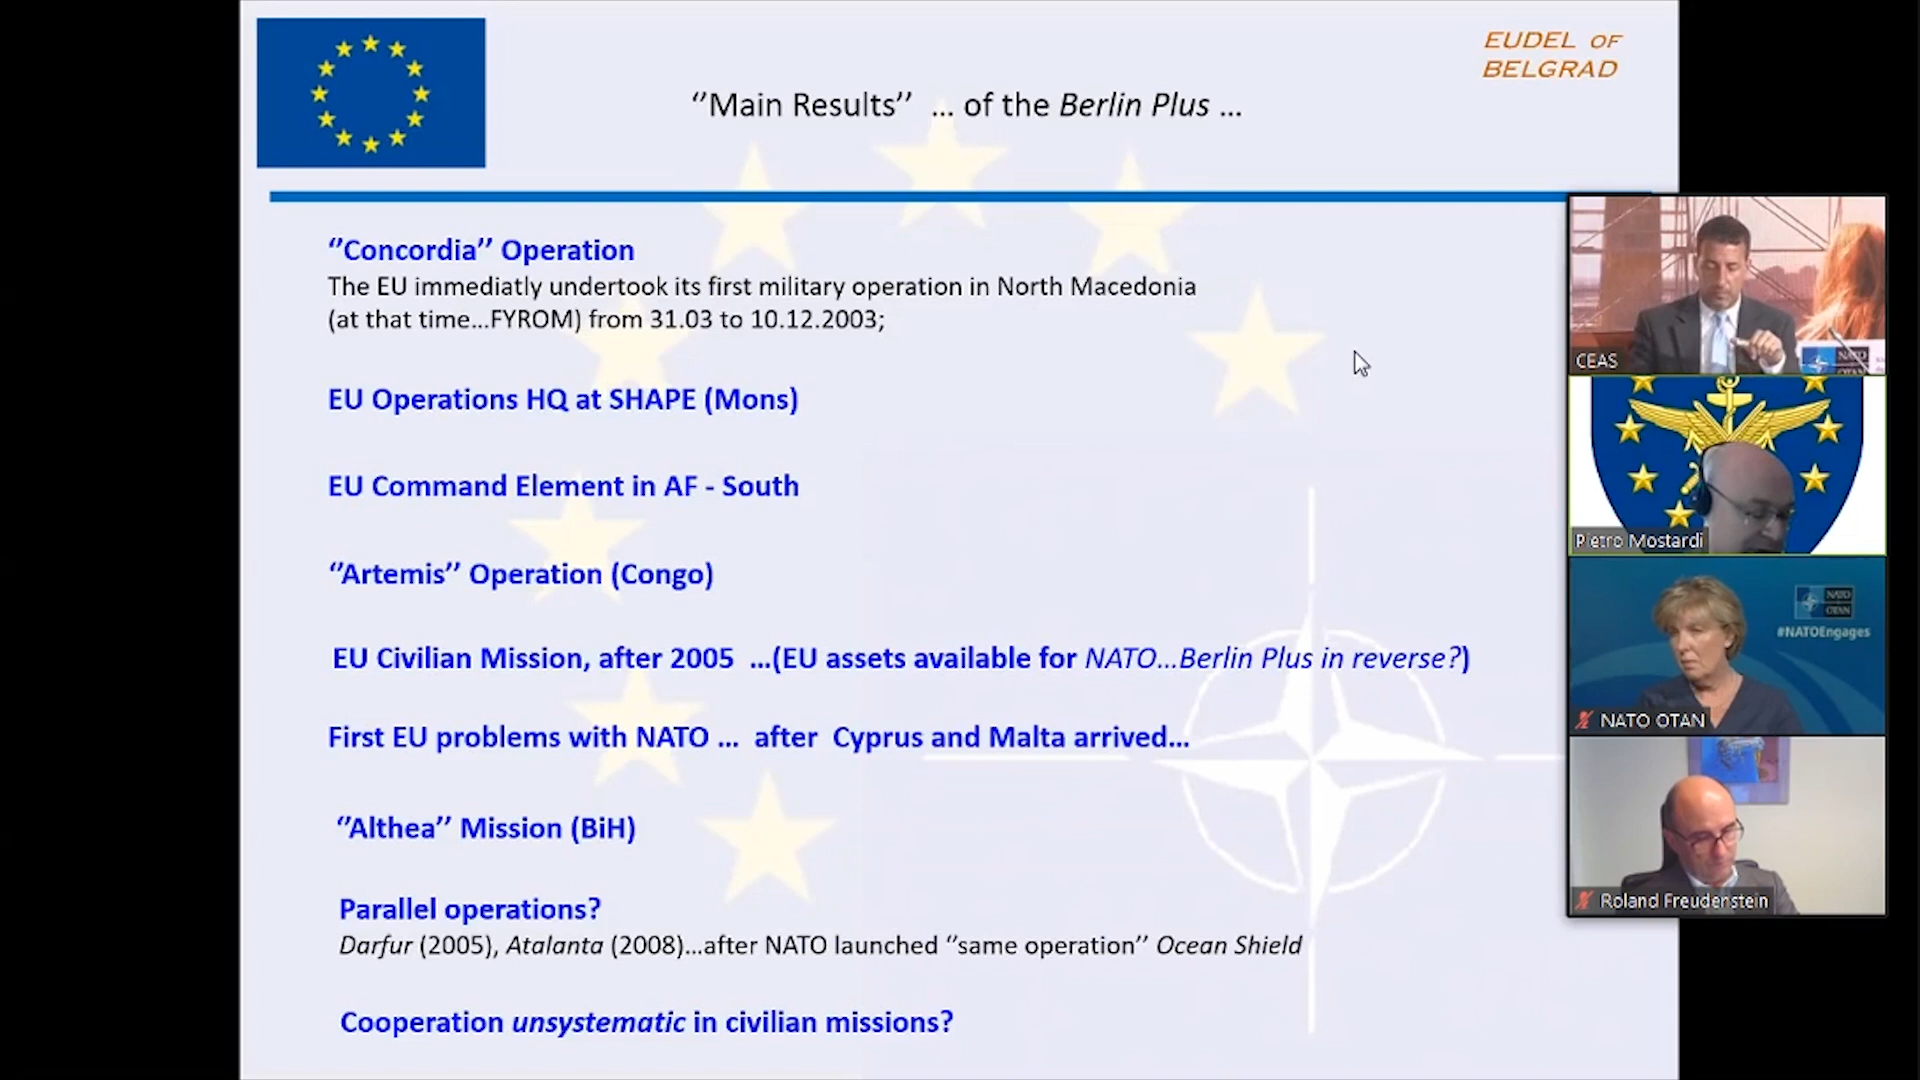 EUDEL OF
BELGRAD
‘’Main Results’’ … of the Berlin Plus …
‘’Concordia’’ Operation
The EU immediatly undertook its first military operation in North Macedonia
(at that time...FYROM) from 31.03 to 10.12.2003;
EU Operations HQ at SHAPE (Mons)
EU Command Element in AF - South
‘’Artemis’’ Operation (Congo)
EU Civilian Mission, after 2005 …(EU assets available for NATO…Berlin Plus in reverse?)
First EU problems with NATO … after Cyprus and Malta arrived…
‘’Althea’’ Mission (BiH)
Parallel operations?
Darfur (2005), Atalanta (2008)…after NATO launched ‘’same operation’’ Ocean Shield
Cooperation unsystematic in civilian missions?
CEAS
NATO
OTAN
Pietro Mostardi
NATO
OTAN
#NATOEngages
NATO OTAN
Roland Freudenstein